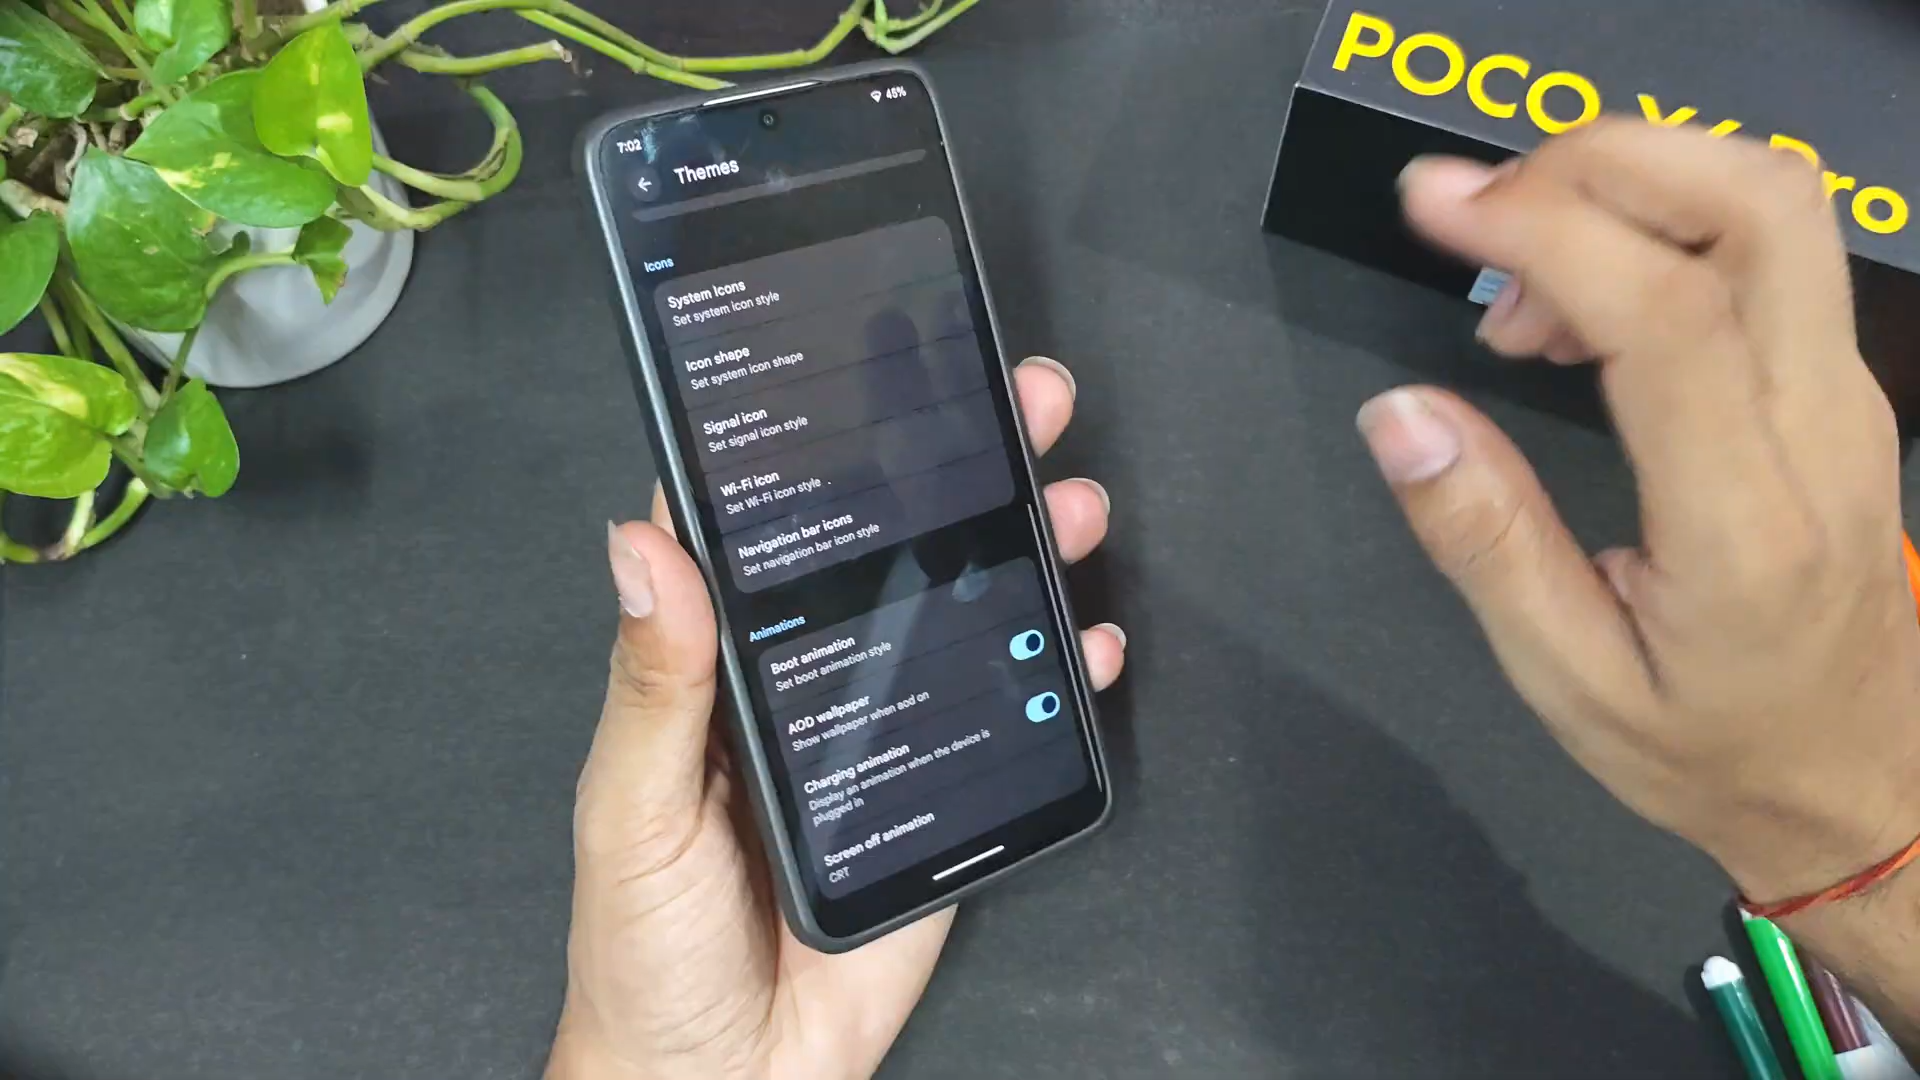 POCO X4 Pro
7:02
45%
Themes
Icons
System Icons
Set system icon style
Icon shape
Set system icon shape
Signal icon
Set signal icon style
Wi-Fi icon
Set Wi-Fi icon style
Navigation bar icons
Set navigation bar icon style
Animations
Boot animation
Set boot animation style
AOD wallpaper
Show wallpaper when aod on
Charging animation
Display an animation when the device is
plugged in
Screen off animation
CRT